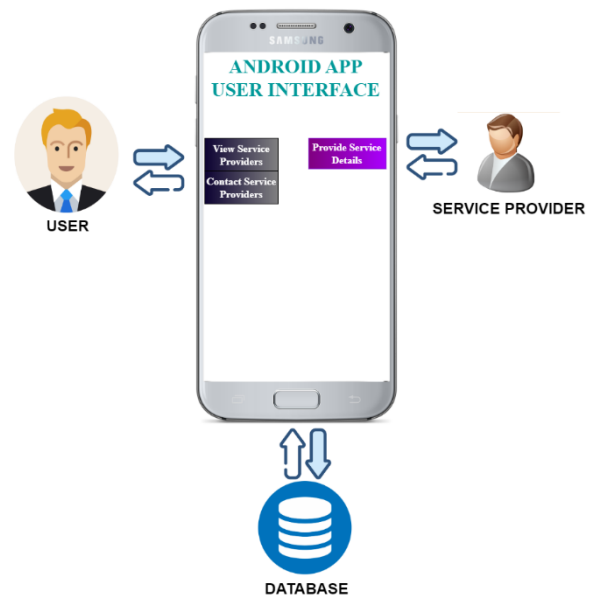 SAMSUNG
ANDROID APP
USER INTERFACE
View Service
Providers
Contact Service
Providers
Provide Service
Details
USER
SERVICE PROVIDER
DATABASE